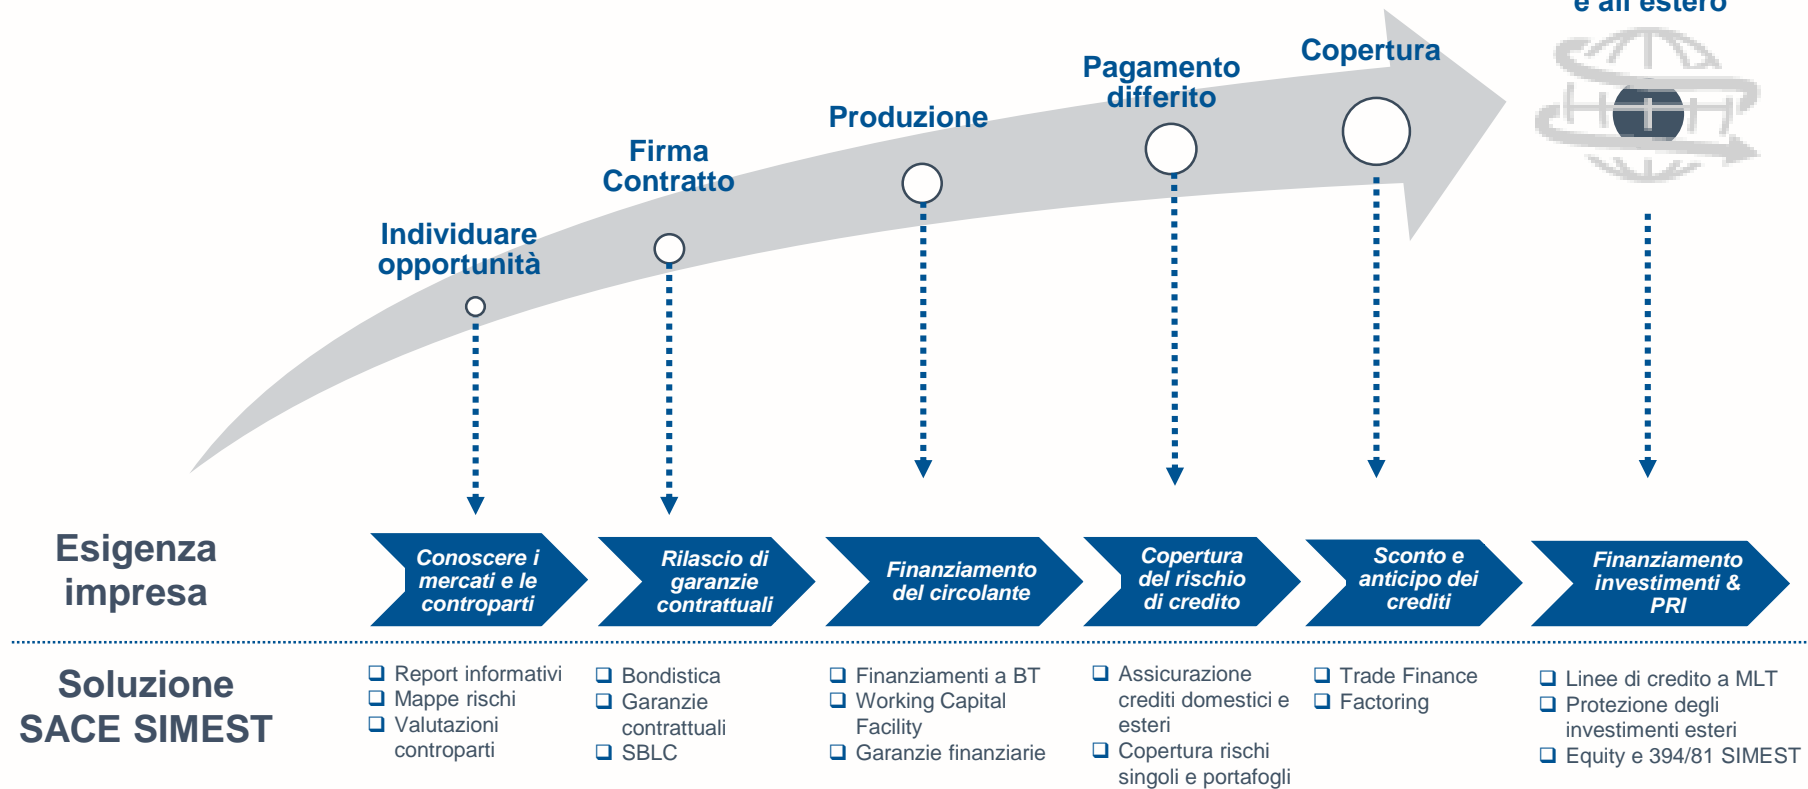 e all'estero
Copertura
Pagamento
differito
Produzione
Firma
Contratto
Individuare
opportunità
Esigenza
impresa
Conoscere i
mercati e le
controparti
Rilascio di
garanzie
contrattuali
Finanziamento
del circolante
Copertura
del rischio
di credito
Sconto e
anticipo dei
crediti
Finanziamento
investimenti &
PRI
Soluzione
SACE SIMEST
❑ Report informativi
❑ Mappe rischi
❑ Valutazioni
controparti
❑ Bondistica
❑ Garanzie
contrattuali
❑ SBLC
❑ Finanziamenti a BT
❑ Working Capital
Facility
❑ Garanzie finanziarie
❑ Assicurazione
crediti domestici e
esteri
❑ Copertura rischi
singoli e portafogli
❑ Trade Finance
❑ Factoring
❑ Linee di credito a MLT
❑ Protezione degli
investimenti esteri
❑ Equity e 394/81 SIMEST